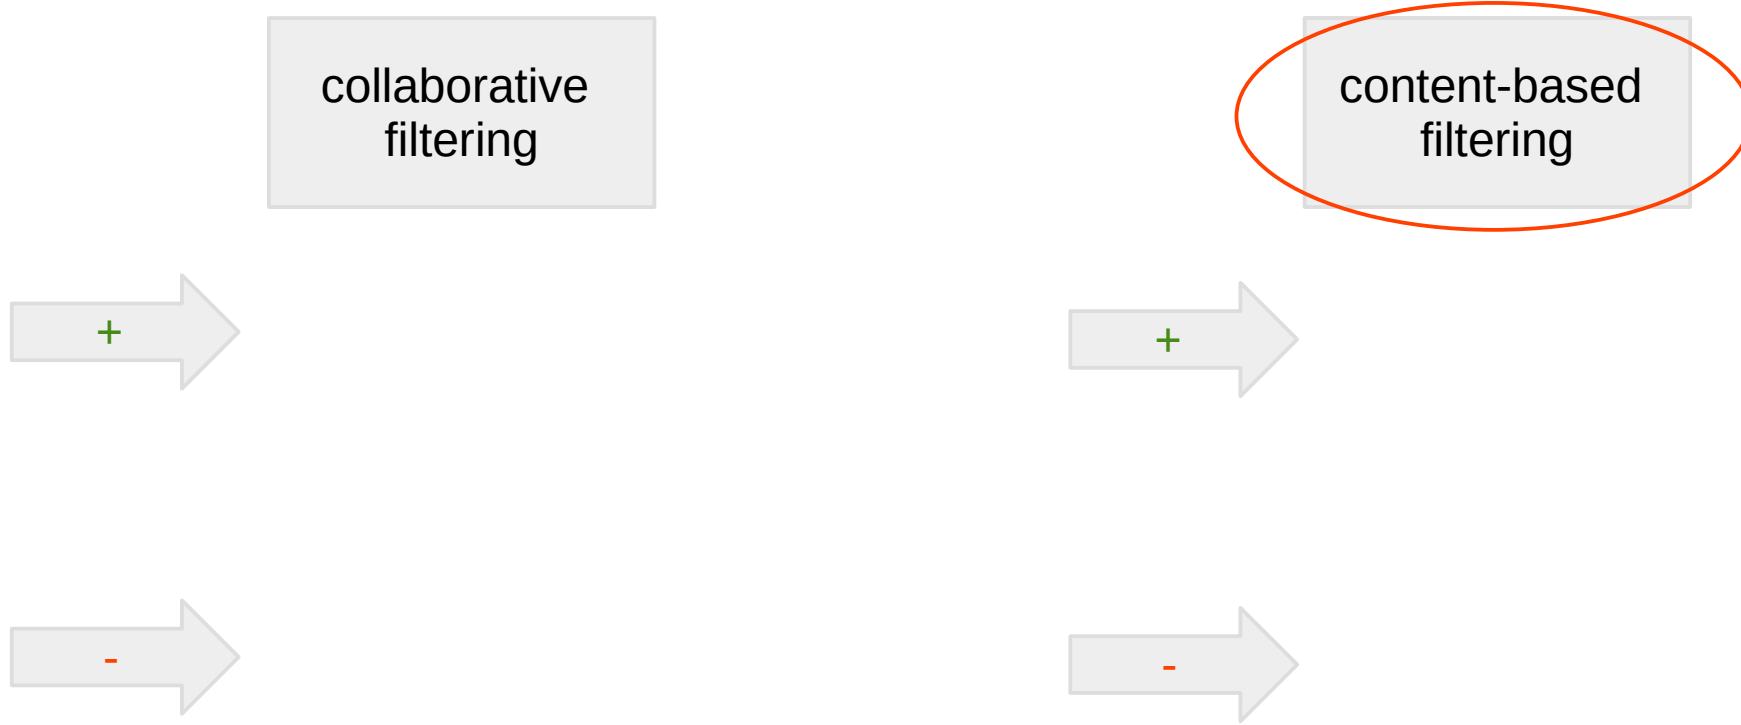 collaborative
filtering
content-based
filtering
+
+
-
-